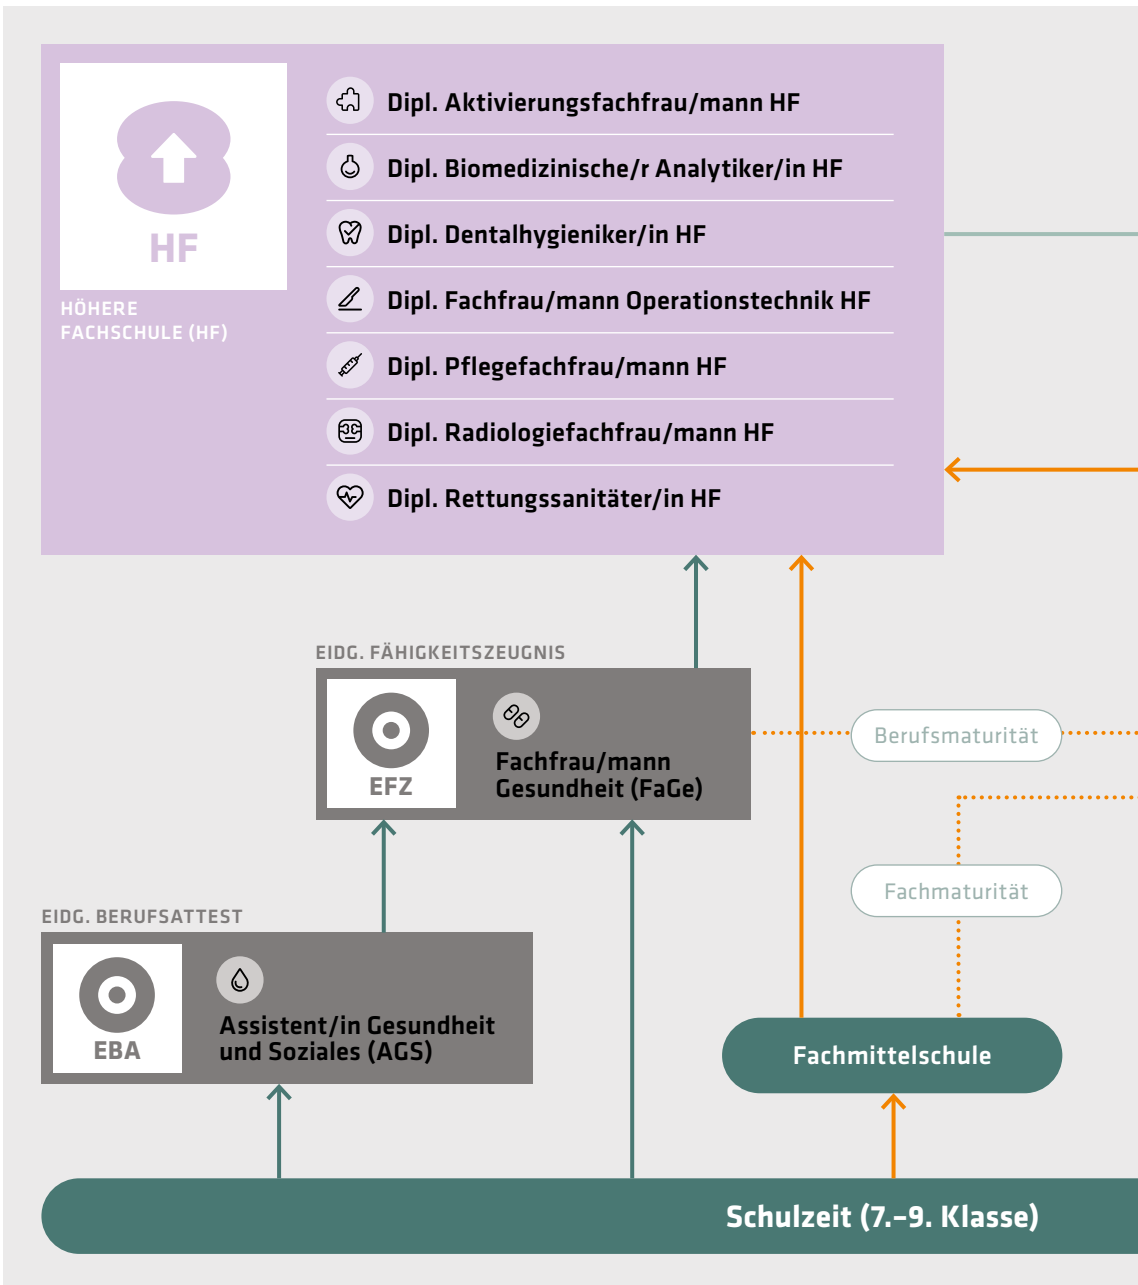 HF
HÖHERE
FACHSCHULE (HF)
Dipl. Aktivierungsfachfrau/mann HF
Dipl. Biomedizinische/r Analytiker/in HF
Dipl. Dentalhygieniker/in HF
Dipl. Fachfrau/mann Operationstechnik HF
Dipl. Pflegefachfrau/mann HF
Dipl. Radiologiefachfrau/mann HF
Dipl. Rettungssanitäter/in HF
EIDG. FÄHIGKEITSZEUGNIS
EFZ
Fachfrau/mann
Gesundheit (FaGe)
Berufsmaturität
Fachmaturität
EIDG. BERUFSATTEST
EBA
Assistent/in Gesundheit
und Soziales (AGS)
Fachmittelschule
Schulzeit (7.–9. Klasse)